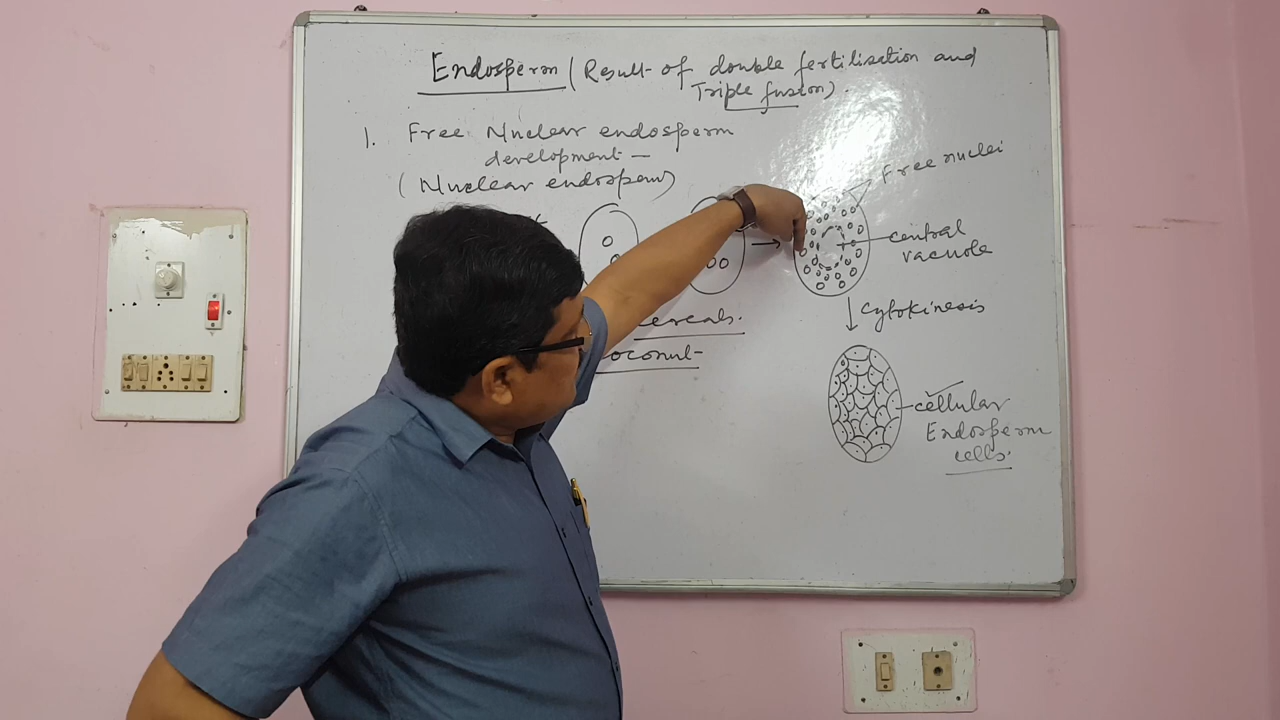 Endosperm (Result of double fertilisation and
Triple fusion).
1. Free Nuclear endosperm
development —
(Nuclear endosperm)
Free nuclei
central
vacuole
cytokinesis
cereals.
oconut
cellular
Endosperm
cells.